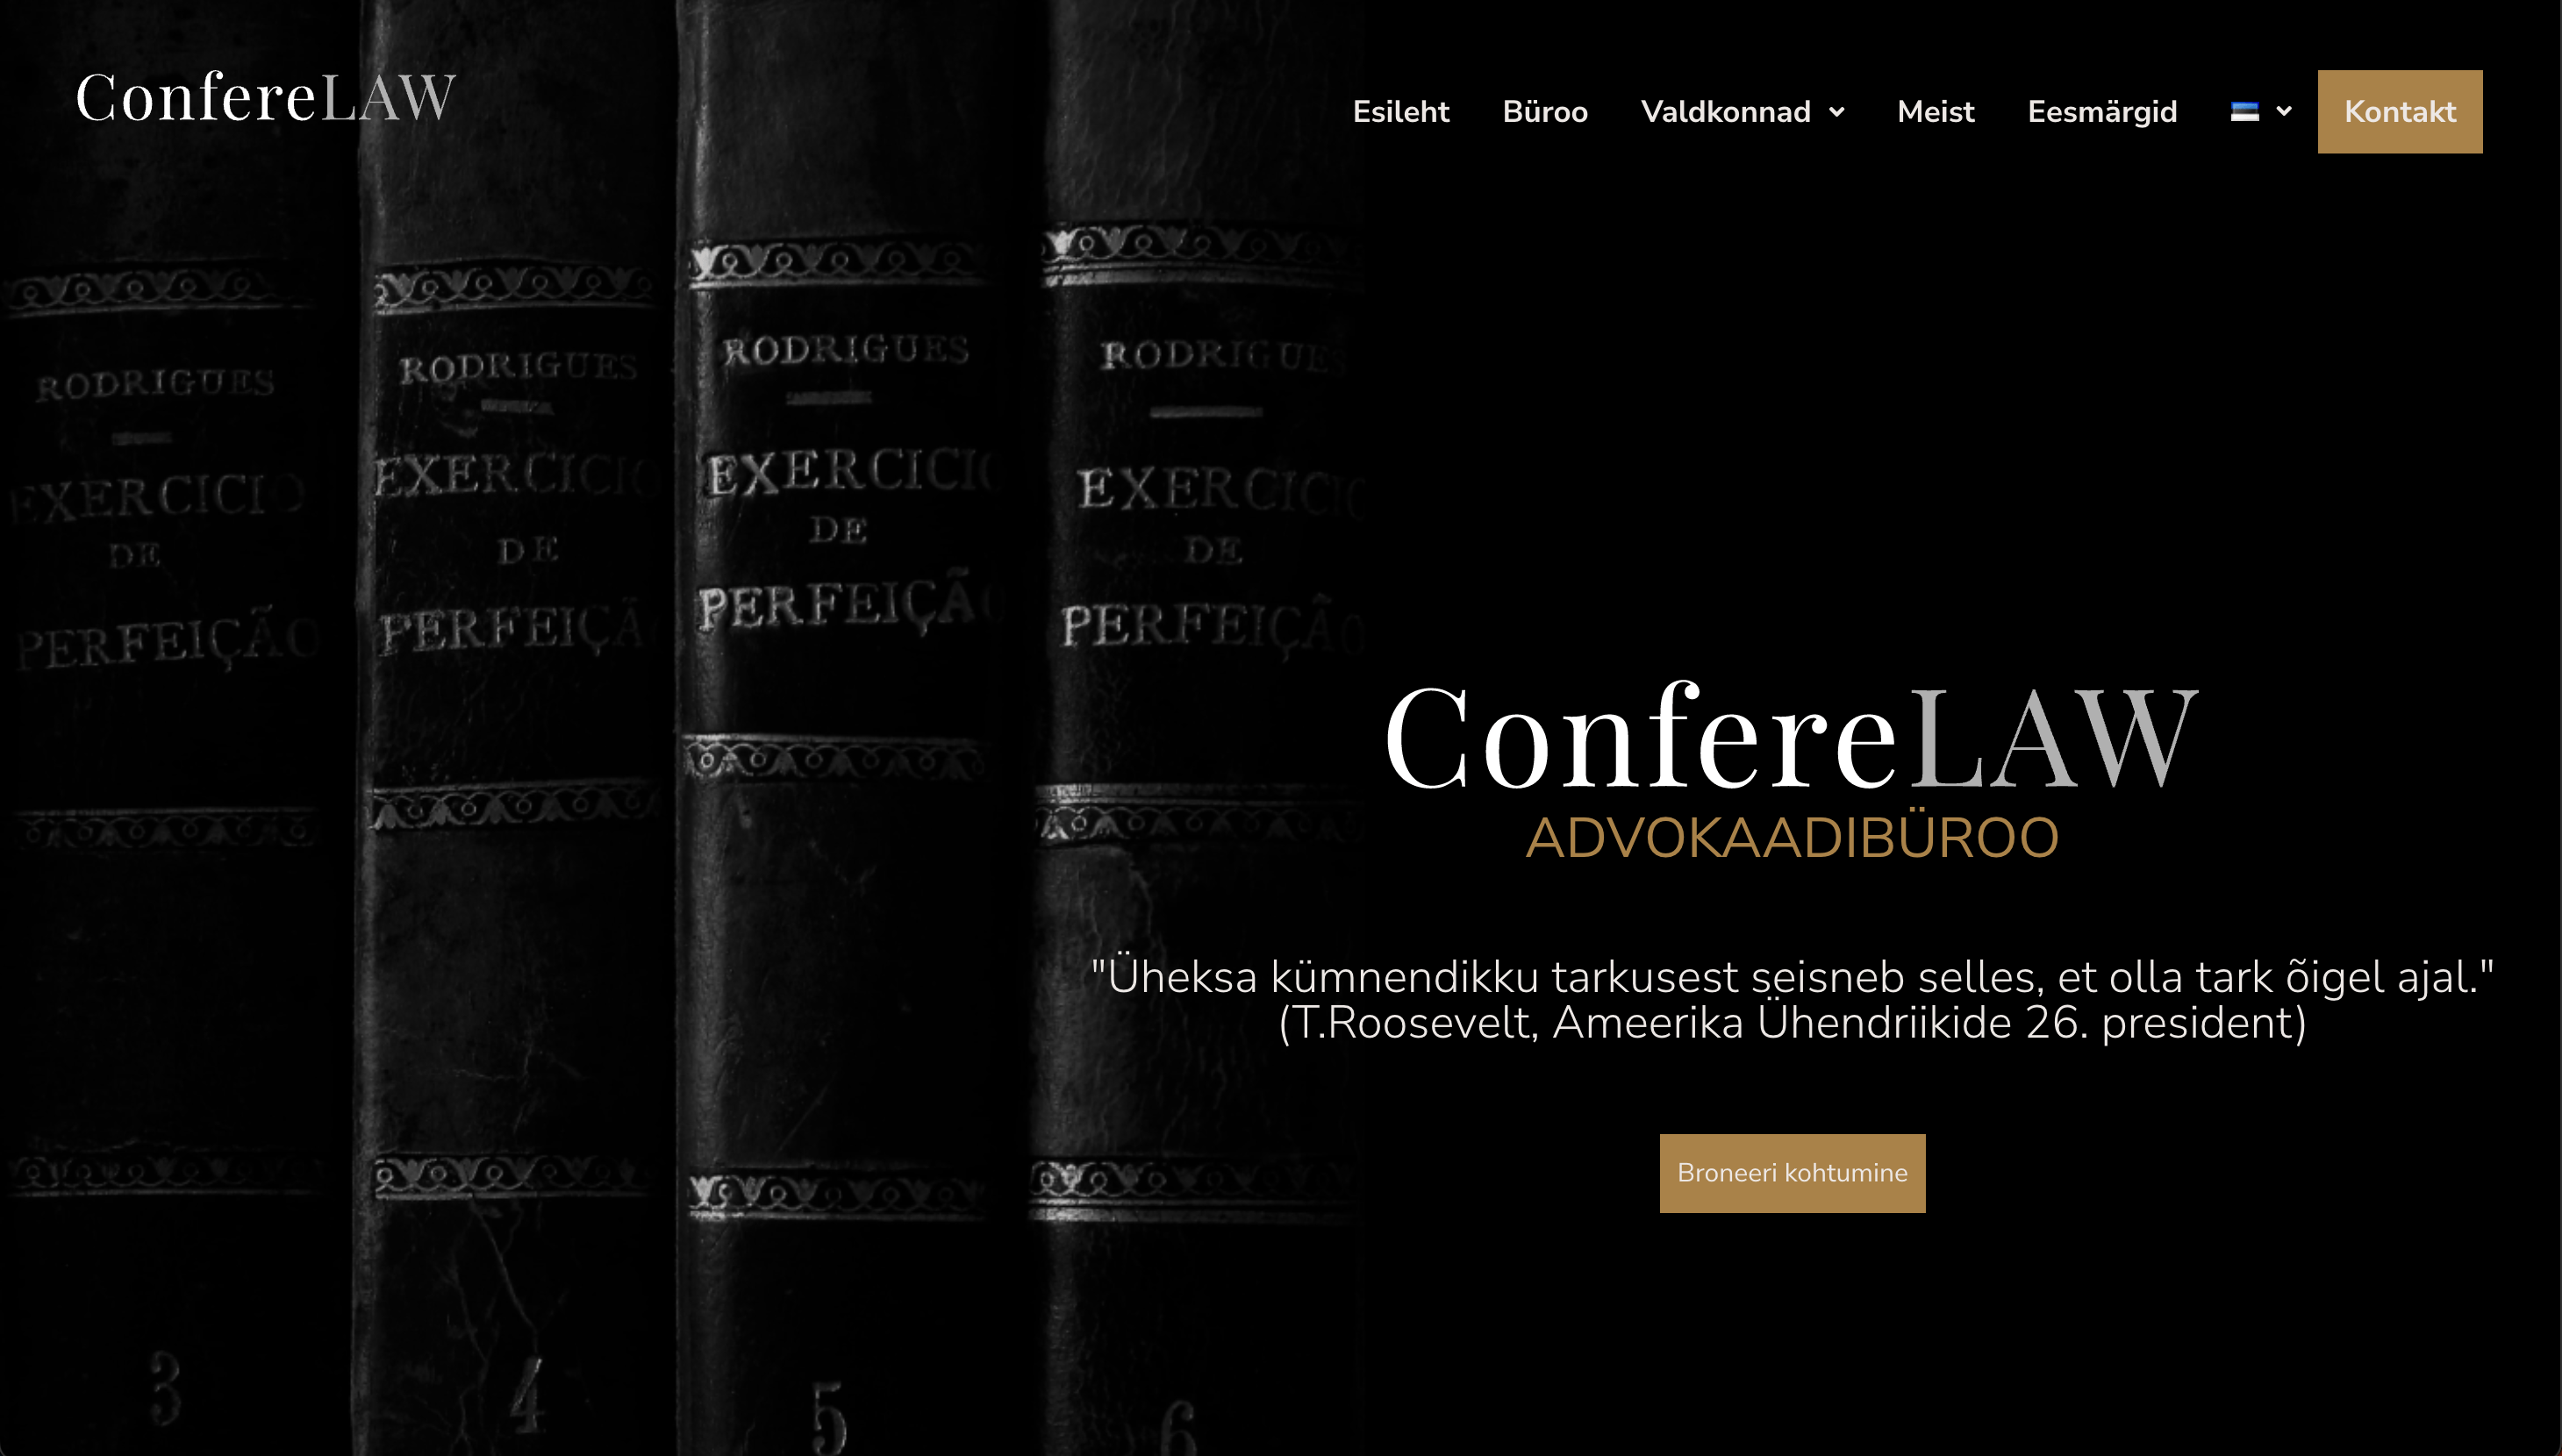 ConfereLAW
Esileht Büroo Valdkonnad Meist Eesmärgid Kontakt
RODRIGUES
EXERCICIO
DE
PERFEIÇÃO
3
RODRIGUES
EXERCICIO
DE
PERFEIÇÃ
4
RODRIGUES
EXERCICIO
DE
PERFEIÇÃO
5
RODRIGUES
EXERCICIO
DE
PERFEIÇÃO
6
ConfereLAW
ADVOKAADIBÜROO
"Üheksa kümnendikku tarkusest seisneb selles, et olla tark õigel ajal."
(T.Roosevelt, Ameerika Ühendriikide 26. president)
Broneeri kohtumine